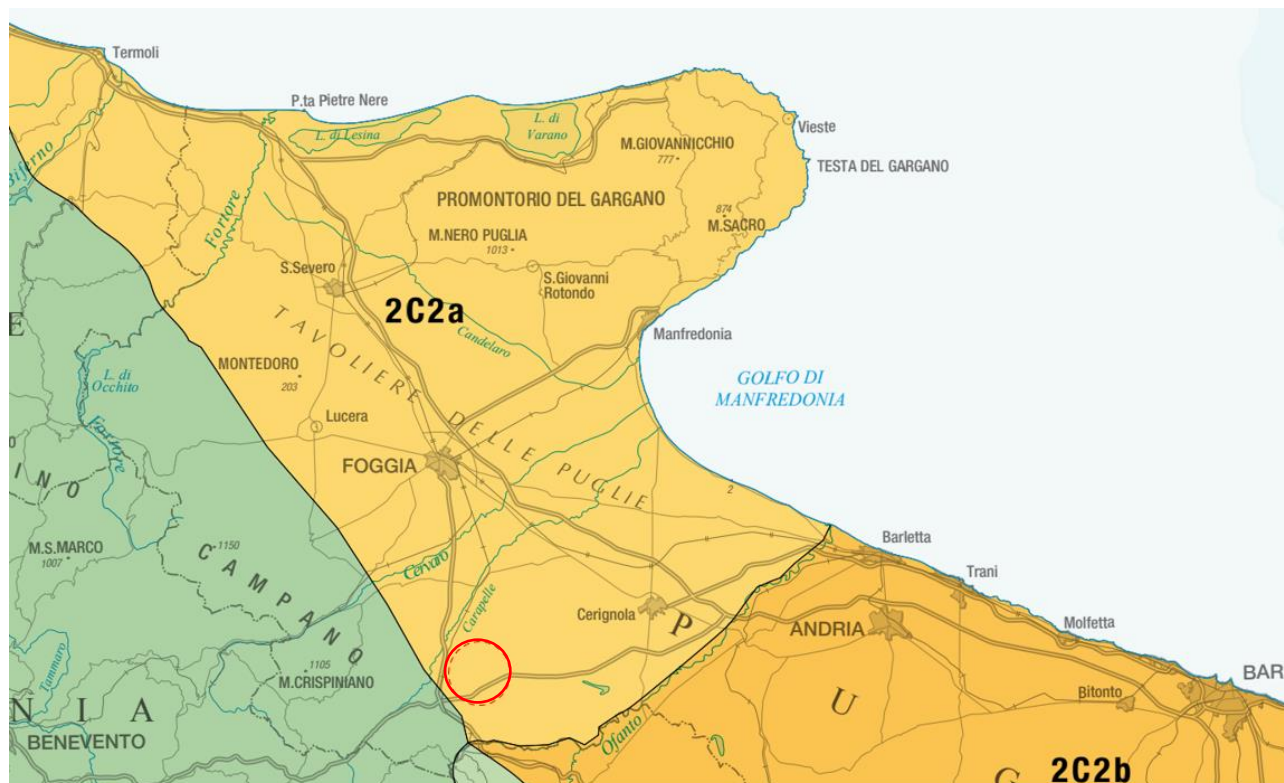 Termoli
P.ta Pietre Nere
L. di Lesina
L. di
Varano
M.GIOVANNICCHIO
777
Vieste
TESTA DEL GARGANO
Biferno
Fortore
PROMONTORIO DEL GARGANO
874
M.SACRO
M.NERO PUGLIA
1013
S.Severo
S.Giovanni
Rotondo
2C2a
Candelaro
Manfredonia
E
TAVOLIERE DELLE PUGLIE
MONTEDORO
203
L. di
Occhito
GOLFO DI
MANFREDONIA
Lucera
Fortore
FOGGIA
INO
2
M.S.MARCO
1007
1150
CAMPANO
Cervaro
Carapelle
Barletta
Trani
Cerignola
P
ANDRIA
Molfetta
Tammaro
1105
M.CRISPINIANO
BAR
Bitonto
NIA
U
BENEVENTO
Ofanto
G
2C2b